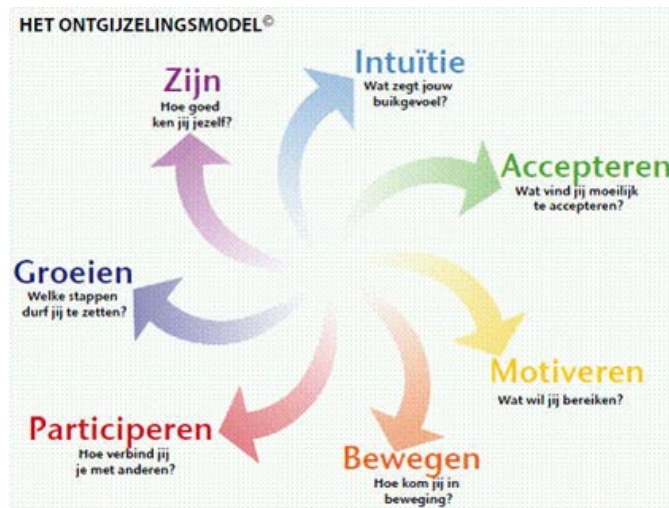 HET ONTGIJZELINGSMODEL©
Intuïtie
Wat zegt jouw
buikgevoel?
Accepteren
Wat vind jij moeilijk
te accepteren?
Motiveren
Wat wil jij bereiken?
Bewegen
Hoe kom jij in
beweging?
Participeren
Hoe verbind jij
je met anderen?
Groeien
Welke stappen
durf jij te zetten?
Zijn
Hoe goed
ken jij jezelf?